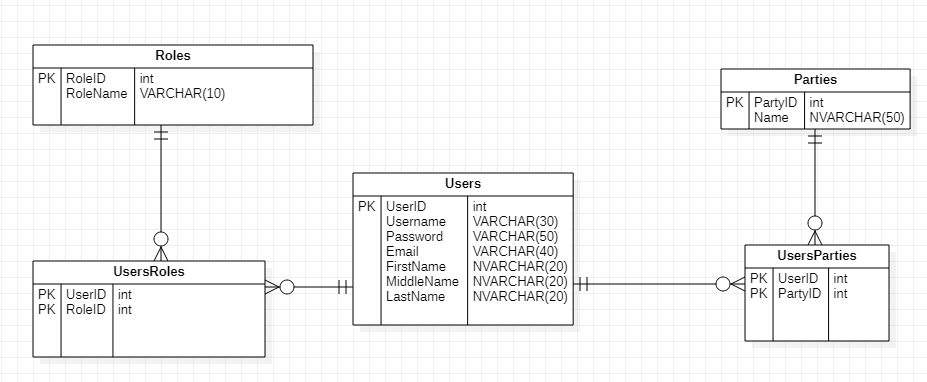 Roles
PK RoleID int
RoleName VARCHAR(10)
Parties
PK PartyID int
Name NVARCHAR(50)
Users
PK UserID int
Username VARCHAR(30)
Password VARCHAR(50)
Email VARCHAR(40)
FirstName NVARCHAR(20)
MiddleName NVARCHAR(20)
LastName NVARCHAR(20)
UsersRoles
PK UserID int
PK RoleID int
UsersParties
PK UserID int
PK PartyID int